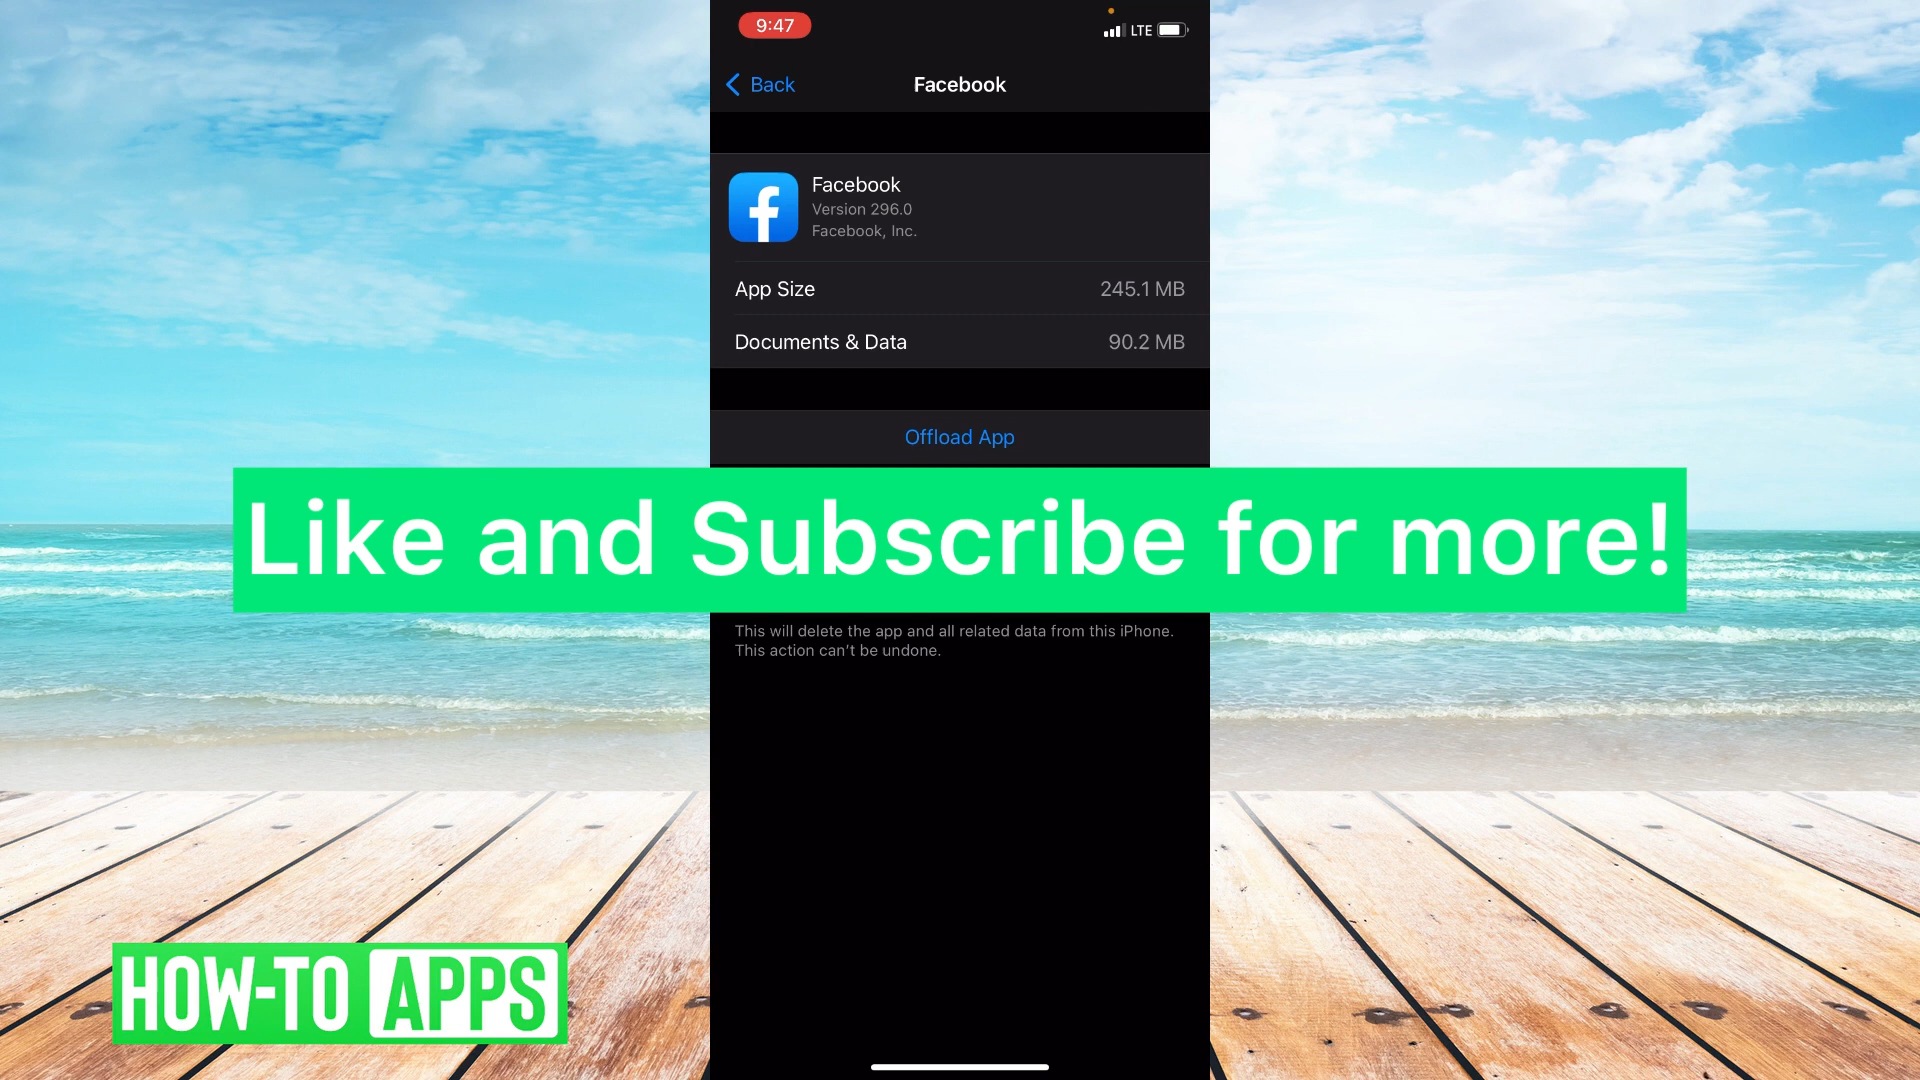 9:47
LTE
Back
Facebook
Facebook
Version 296.0
Facebook, Inc.
App Size 245.1 MB
Documents & Data 90.2 MB
Offload App
Like and Subscribe for more!
This will delete the app and all related data from this iPhone.
This action can't be undone.
HOW-TO APPS